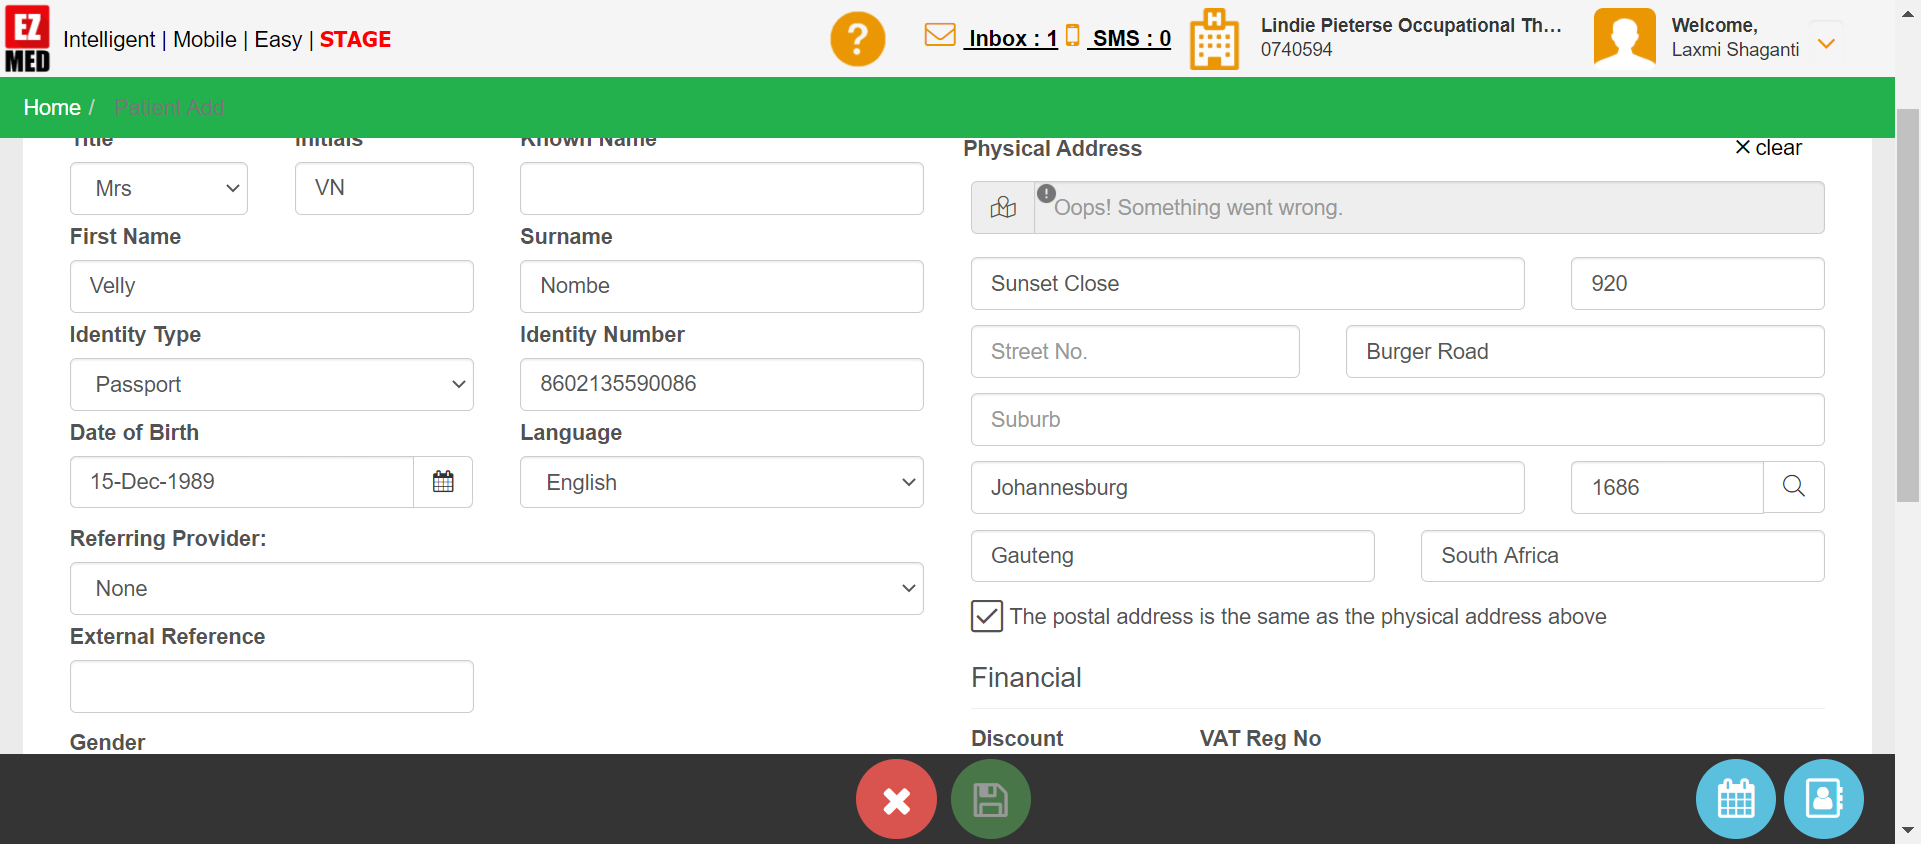 EZ
MED
Intelligent | Mobile | Easy | STAGE
?
Inbox : 1
SMS : 0
H
Lindie Pieterse Occupational Th...
0740594
Welcome,
Laxmi Shaganti
Home / Patient Add
Title
Initials
Known Name
Mrs
VN
First Name
Surname
Velly
Nombe
Identity Type
Identity Number
Passport
8602135590086
Date of Birth
Language
15-Dec-1989
English
Referring Provider:
None
External Reference
Gender
Physical Address
clear
Oops! Something went wrong.
Sunset Close
920
Street No.
Burger Road
Suburb
Johannesburg
1686
Gauteng
South Africa
The postal address is the same as the physical address above
Financial
Discount
VAT Reg No